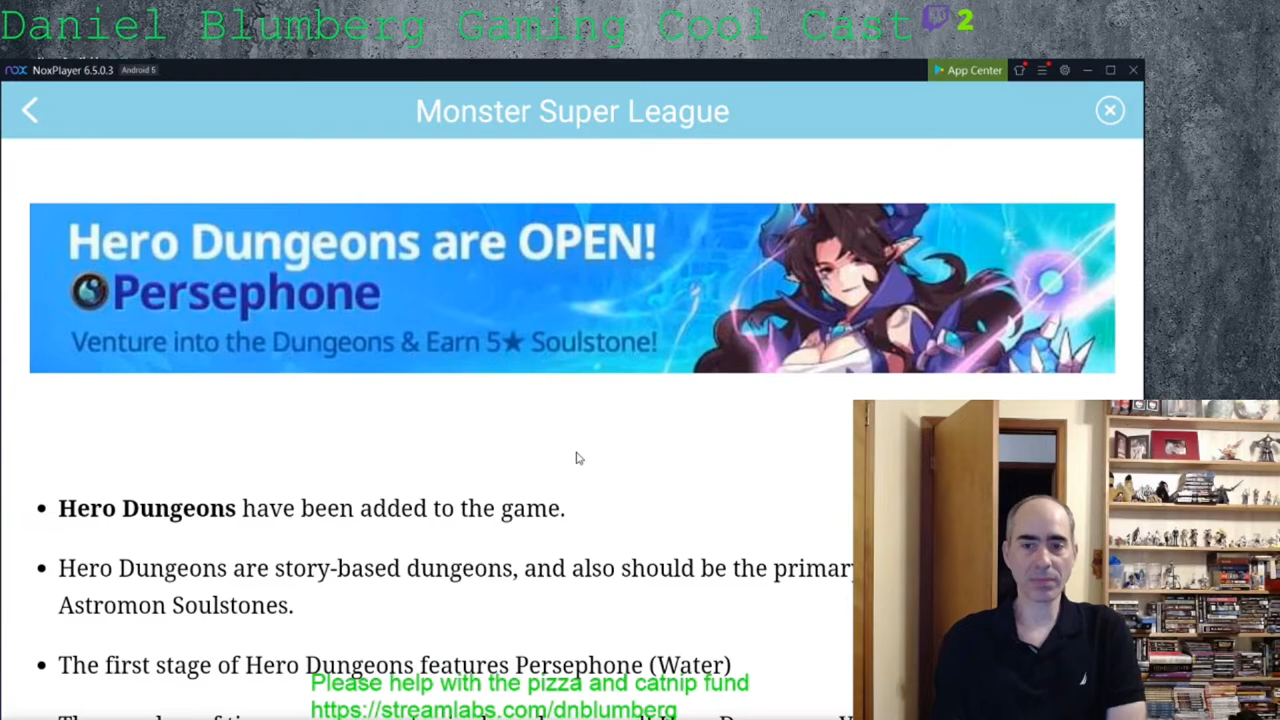 Daniel Blumberg Gaming Cool Cast 2
NOX NoxPlayer 6.5.0.3 Android 5 App Center
Monster Super League
Hero Dungeons are OPEN!
Persephone
Venture into the Dungeons & Earn 5★ Soulstone!
• Hero Dungeons have been added to the game.
• Hero Dungeons are story-based dungeons, and also should be the primary
Astromon Soulstones.
• The first stage of Hero Dungeons features Persephone (Water)
Please help with the pizza and catnip fund
https://streamlabs.com/dnblumberg